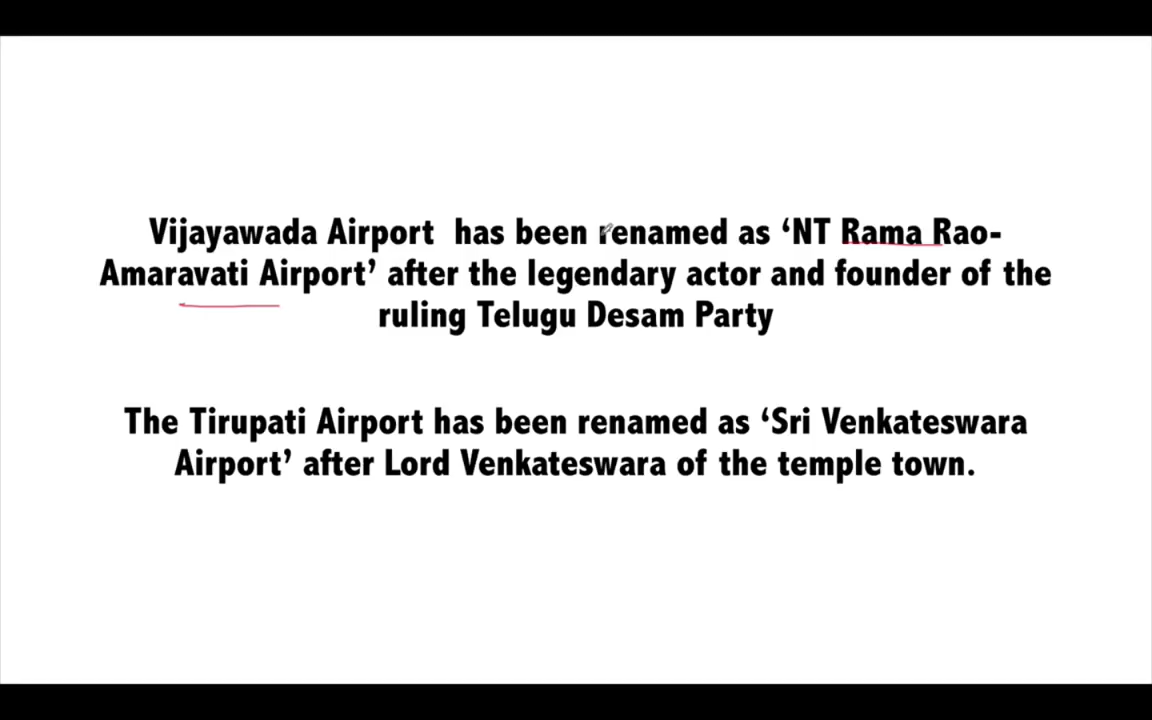 Vijayawada Airport  has been renamed as ‘NT Rama Rao-
Amaravati Airport’ after the legendary actor and founder of the
ruling Telugu Desam Party
The Tirupati Airport has been renamed as ‘Sri Venkateswara
Airport’ after Lord Venkateswara of the temple town.